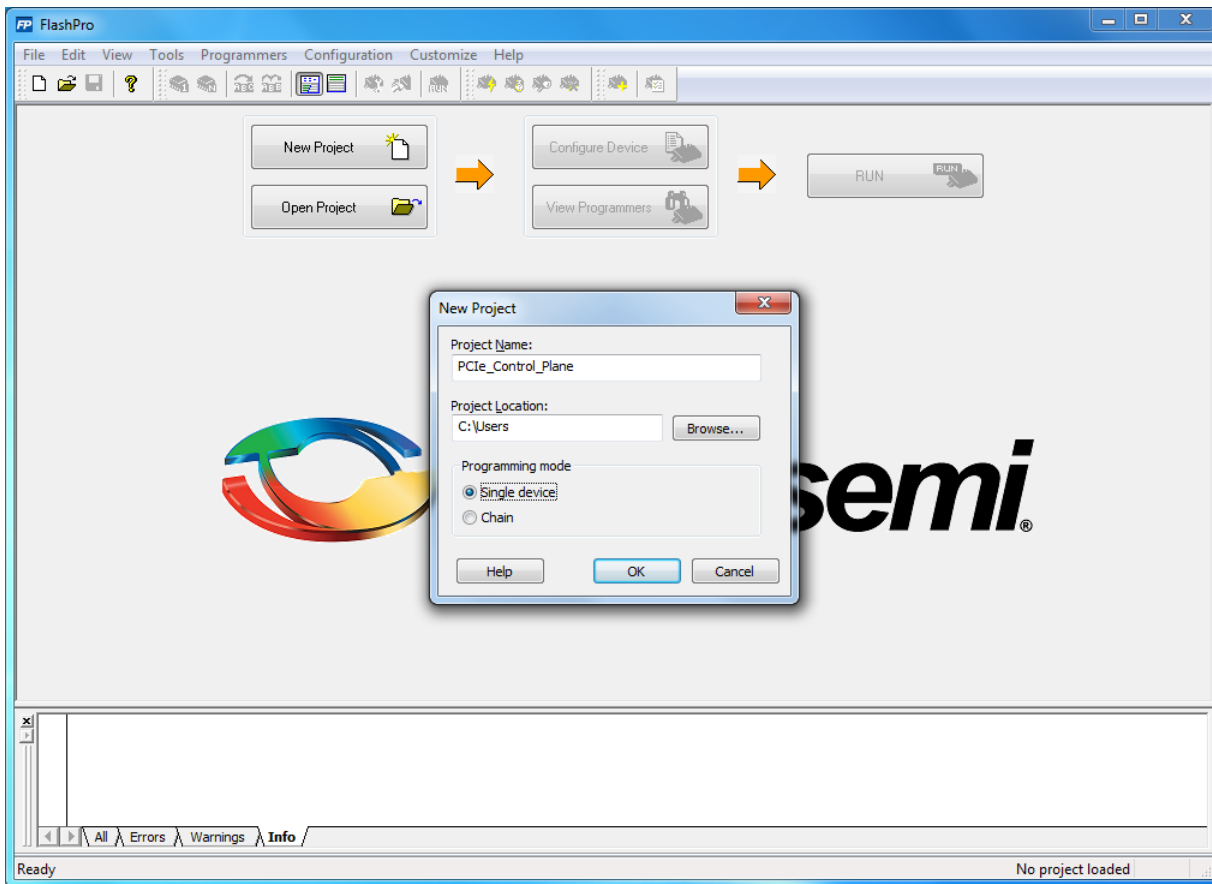 FP FlashPro
File Edit View Tools Programmers Configuration Customize Help
New Project
Open Project
Configure Device
View Programmers
RUN
RUN
New Project
Project Name:
PCIe_Control_Plane
Project Location:
C:\Users
Browse...
Programming mode
Single device
Chain
Help
OK
Cancel
semi®
All
Errors
Warnings
Info
Ready
No project loaded